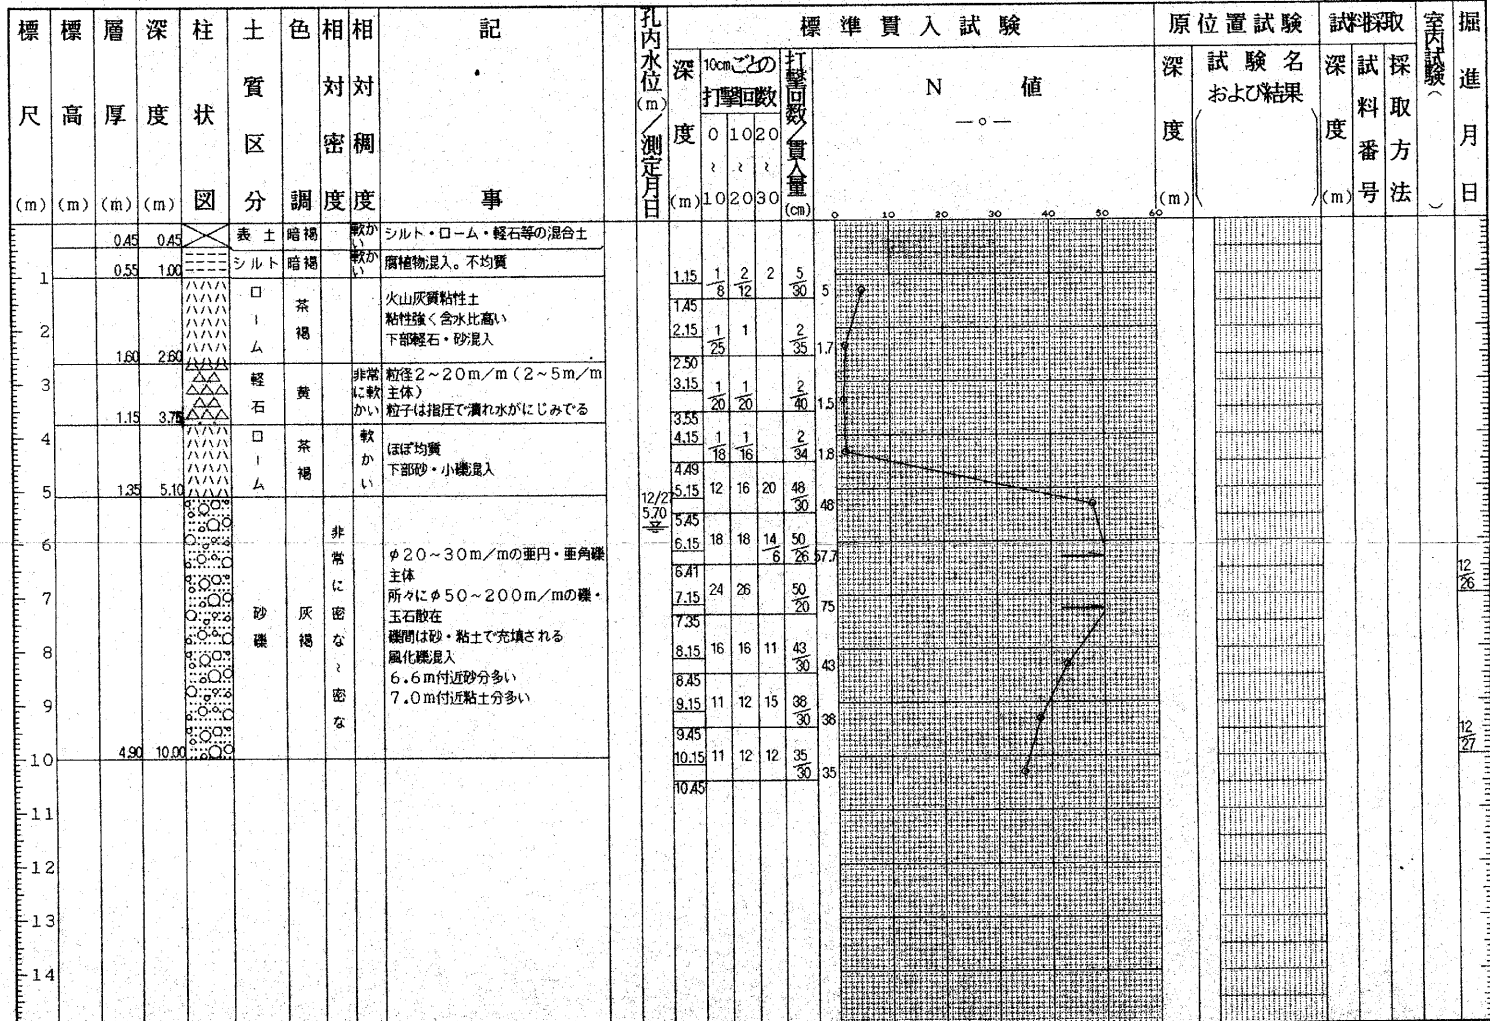 標尺(m) 標高(m) 層厚(m) 深度(m) 柱状図 土質区分 色調 相対密度 相対稠度 記事 孔内水位(m)/測定月日
標準貫入試験
深度(m) 10cmごとの打撃回数 0~10 10~20 20~30 打撃回数/貫入量(cm) N値 —○—
0 10 20 30 40 50 60
原位置試験
深度(m) 試験名および結果
試料採取
深度(m) 試料番号 採取方法
室内試験( )
掘進月日
0.45 0.45 表土 暗褐 軟かい シルト・ローム・軽石等の混合土
0.55 1.00 シルト 暗褐 軟かい 腐植物混入。不均質
1.60 2.60 ローム 茶褐 火山灰質粘性土
粘性強く含水比高い
下部軽石・砂混入
1.15 3.75 軽石 黄 非常に軟かい 粒径2~20m/m(2~5m/m
主体)
粒子は指圧で潰れ水がにじみでる
1.35 5.10 ローム 茶褐 軟かい ほぼ均質
下部砂・小礫混入
4.90 10.00 砂礫 灰褐 非常に密な~密な φ20~30m/mの亜円・亜角礫
主体
所々にφ50~200m/mの礫・
玉石散在
礫間は砂・粘土で充填される
風化礫混入
6.6m付近砂分多い
7.0m付近粘土分多い
12/2
5.70
1.15 1/8 2/12 2 5/30 5
1.45
2.15 1/25 1 2/35 1.7
2.50
3.15 1/20 1/20 2/40 1.5
3.55
4.15 1/18 1/16 2/34 1.8
4.49
5.15 12 16 20 48/30 48
5.45
6.15 18 18 14/6 50/26 57.7
6.41
7.15 24 26 50/20 75
7.35
8.15 16 16 11 43/30 43
8.45
9.15 11 12 15 38/30 38
9.45
10.15 11 12 12 35/30 35
10.45
12/26
12/27
1
2
3
4
5
6
7
8
9
10
11
12
13
14